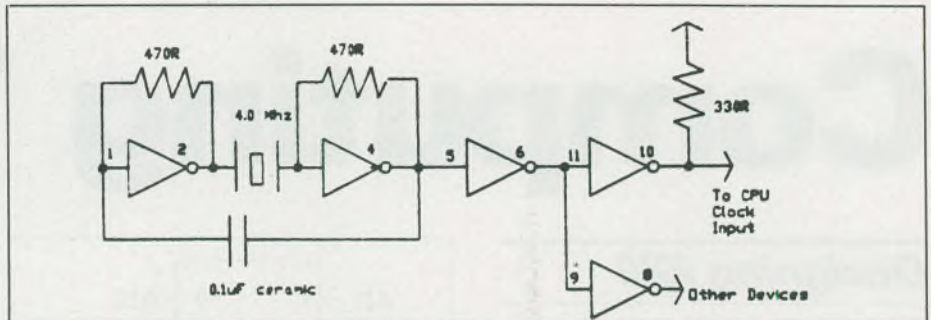 470R
470R
4.0 Mhz
330R
1
2
4
5
6
11
10
To CPU
Clock
Input
0.1uF ceramic
9
8
Other Devices